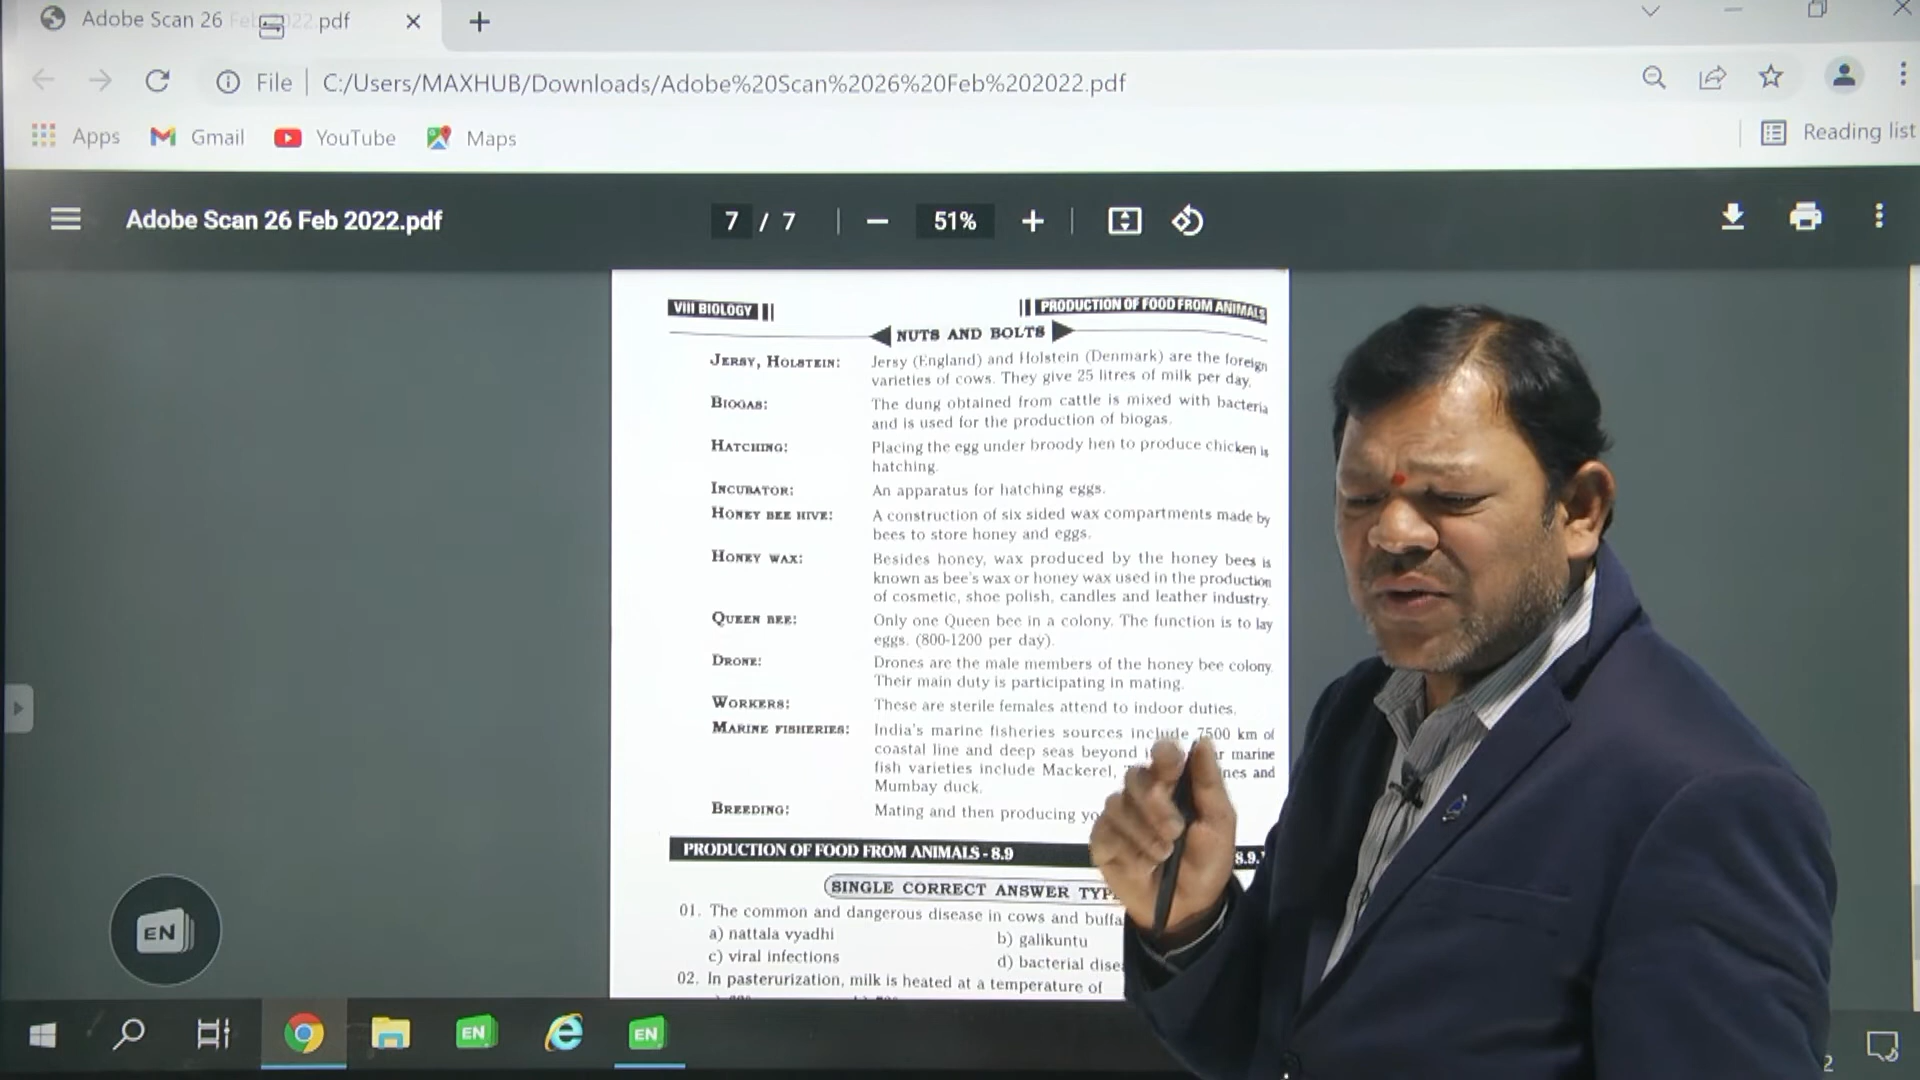 Adobe Scan 26 Feb 2022.pdf
File
C:/Users/MAXHUB/Downloads/Adobe%20Scan%2026%20Feb%202022.pdf
Apps
Gmail
YouTube
Maps
Reading list
Adobe Scan 26 Feb 2022.pdf
7 / 7
51%
VIII BIOLOGY
PRODUCTION OF FOOD FROM ANIMALS
NUTS AND BOLTS
JERSY, HOLSTEIN: Jersy (England) and Holstein (Denmark) are the foreign
varieties of cows. They give 25 litres of milk per day.
BIOGAS: The dung obtained from cattle is mixed with bacteria
and is used for the production of biogas.
HATCHING: Placing the egg under broody hen to produce chicken is
hatching.
INCUBATOR: An apparatus for hatching eggs.
HONEY BEE HIVE: A construction of six sided wax compartments made by
bees to store honey and eggs.
HONEY WAX: Besides honey, wax produced by the honey bees is
known as bee's wax or honey wax used in the production
of cosmetic, shoe polish, candles and leather industry.
QUEEN BEE: Only one Queen bee in a colony. The function is to lay
eggs. (800-1200 per day).
DRONE: Drones are the male members of the honey bee colony.
Their main duty is participating in mating.
WORKERS: These are sterile females attend to indoor duties.
MARINE FISHERIES: India's marine fisheries sources include 7500 km of
coastal line and deep seas beyond marine
fish varieties include Mackerel, and
Mumbay duck.
BREEDING: Mating and then producing
PRODUCTION OF FOOD FROM ANIMALS - 8.9
8.9.
SINGLE CORRECT ANSWER TYP
01. The common and dangerous disease in cows and
a) nattala vyadhi b) galikuntu
c) viral infections d) bacterial
02. In pasterurization, milk is heated at a temperature of
EN
EN
EN
2